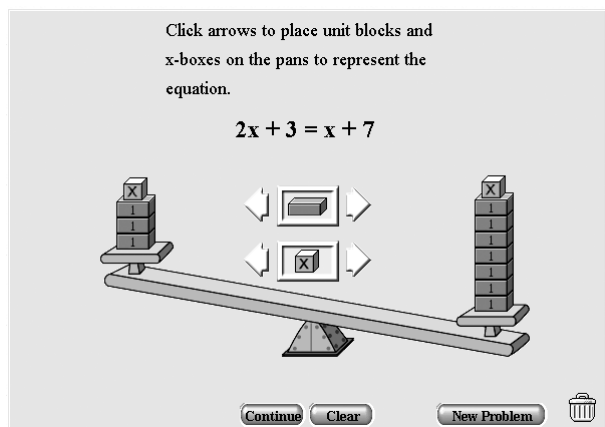 Click arrows to place unit blocks and
x-boxes on the pans to represent the
equation.
2x + 3 = x + 7
X
1
1
1
X
X
1
1
1
1
1
1
1
Continue
Clear
New Problem